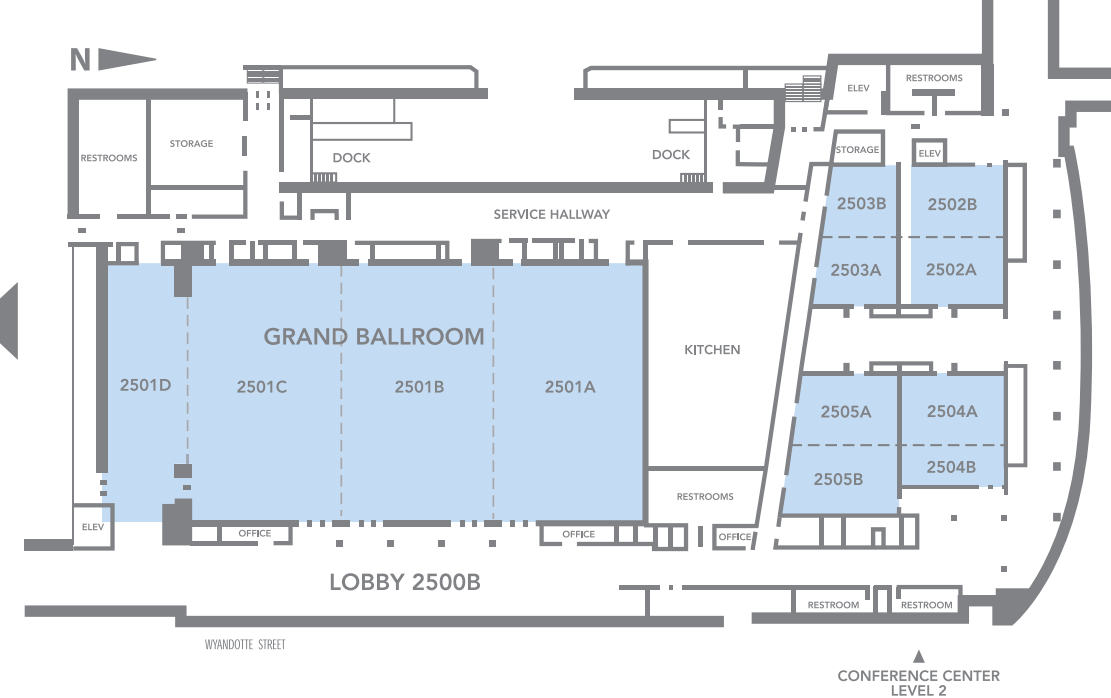 N
RESTROOMS
STORAGE
DOCK
DOCK
ELEV
RESTROOMS
STORAGE
ELEV
SERVICE HALLWAY
2503B
2502B
2503A
2502A
GRAND BALLROOM
KITCHEN
2501D
2501C
2501B
2501A
2505A
2504A
2505B
2504B
RESTROOMS
ELEV
OFFICE
OFFICE
OFFICE
LOBBY 2500B
RESTROOM
RESTROOM
WYANDOTTE STREET
CONFERENCE CENTER
LEVEL 2